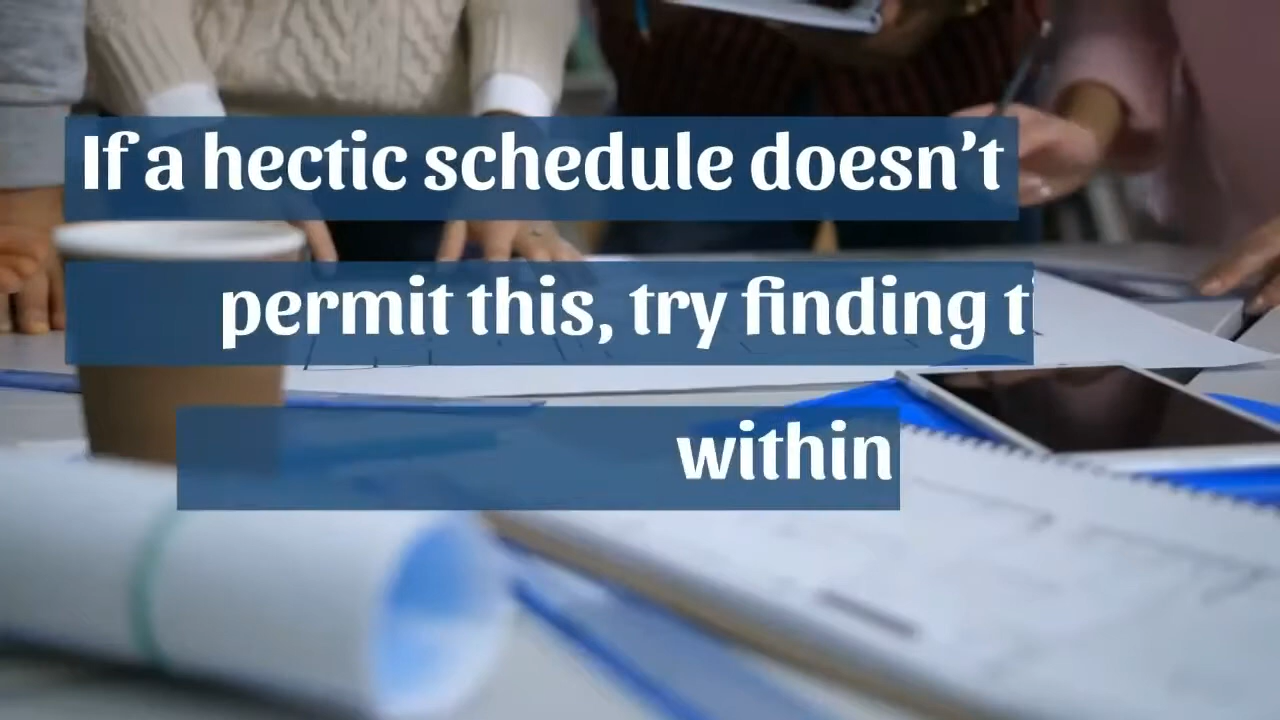 If a hectic schedule doesn’t
permit this, try finding
within